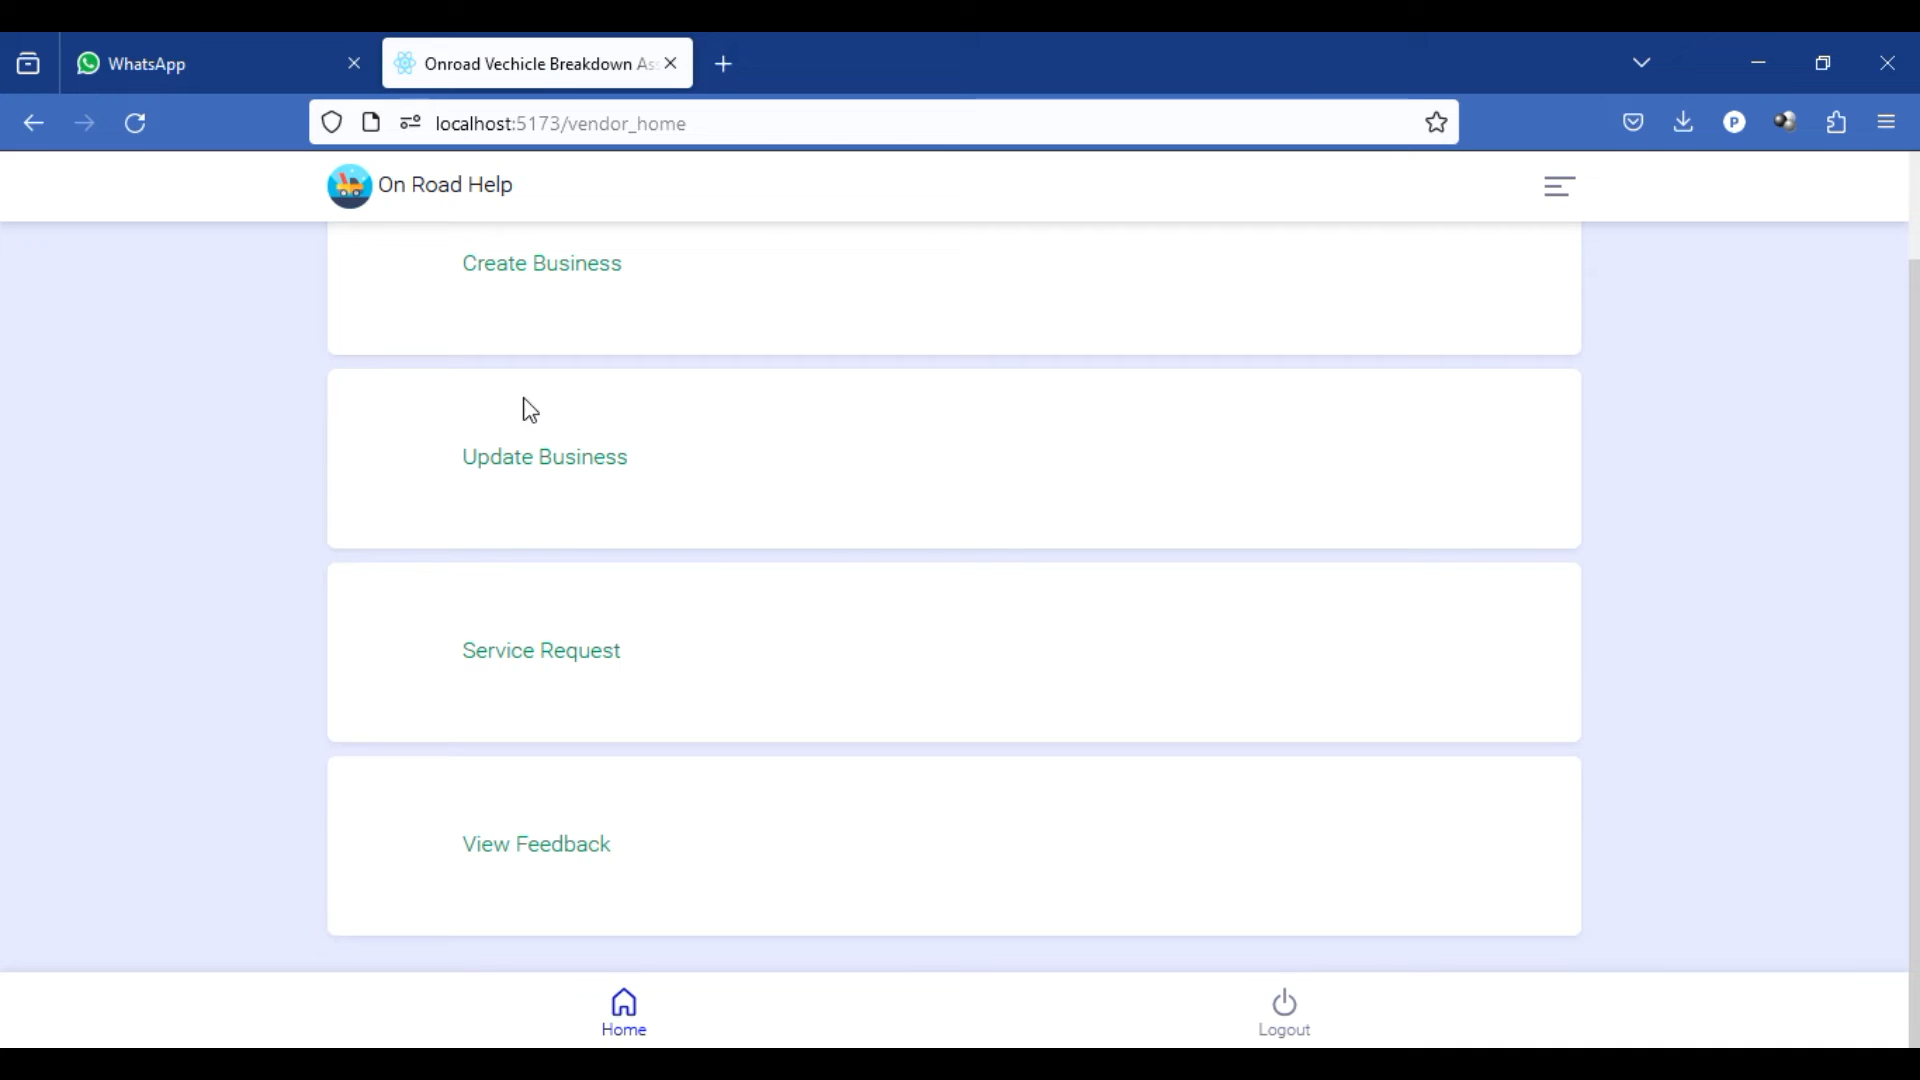 WhatsApp
Onroad Vechicle Breakdown As
localhost:5173/vendor_home
P
On Road Help
Create Business
Update Business
Service Request
View Feedback
Home
Logout